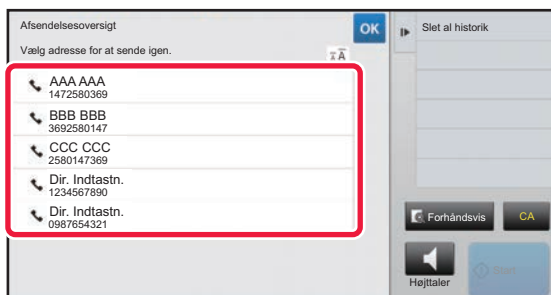 Afsendelsesoversigt
OK
Slet al historik
Vælg adresse for at sende igen.
AAA AAA
1472580369
BBB BBB
3692580147
CCC CCC
2580147369
Dir. Indtastn.
1234567890
Dir. Indtastn.
0987654321
Forhåndsvis
CA
Højttaler
Start